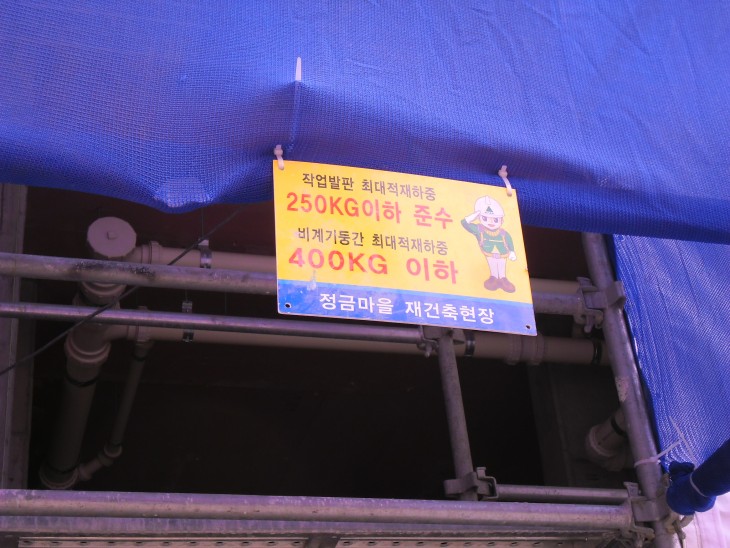 작업발판 최대적재하중
250KG이하 준수
비계기둥간 최대적재하중
400KG 이하
정금마을 재건축현장